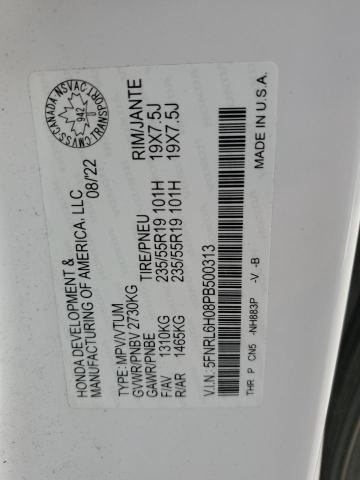 HONDA DEVELOPMENT &
MANUFACTURING OF AMERICA, LLC
08/'22
CANADA NSVAC
942
CMVSS TRANSPORT
TYPE: MPV/VTUM
GVWR/PNBV 2730KG
GAWR/PNBE TIRE/PNEU RIM/JANTE
F/AV 1310KG 235/55R19 101H 19X7.5J
R/AR 1465KG 235/55R19 101H 19X7.5J
V.I.N.: 5FNRL6H08PB500313
THR P CN5 -NH883P -V -B
MADE IN U.S.A.